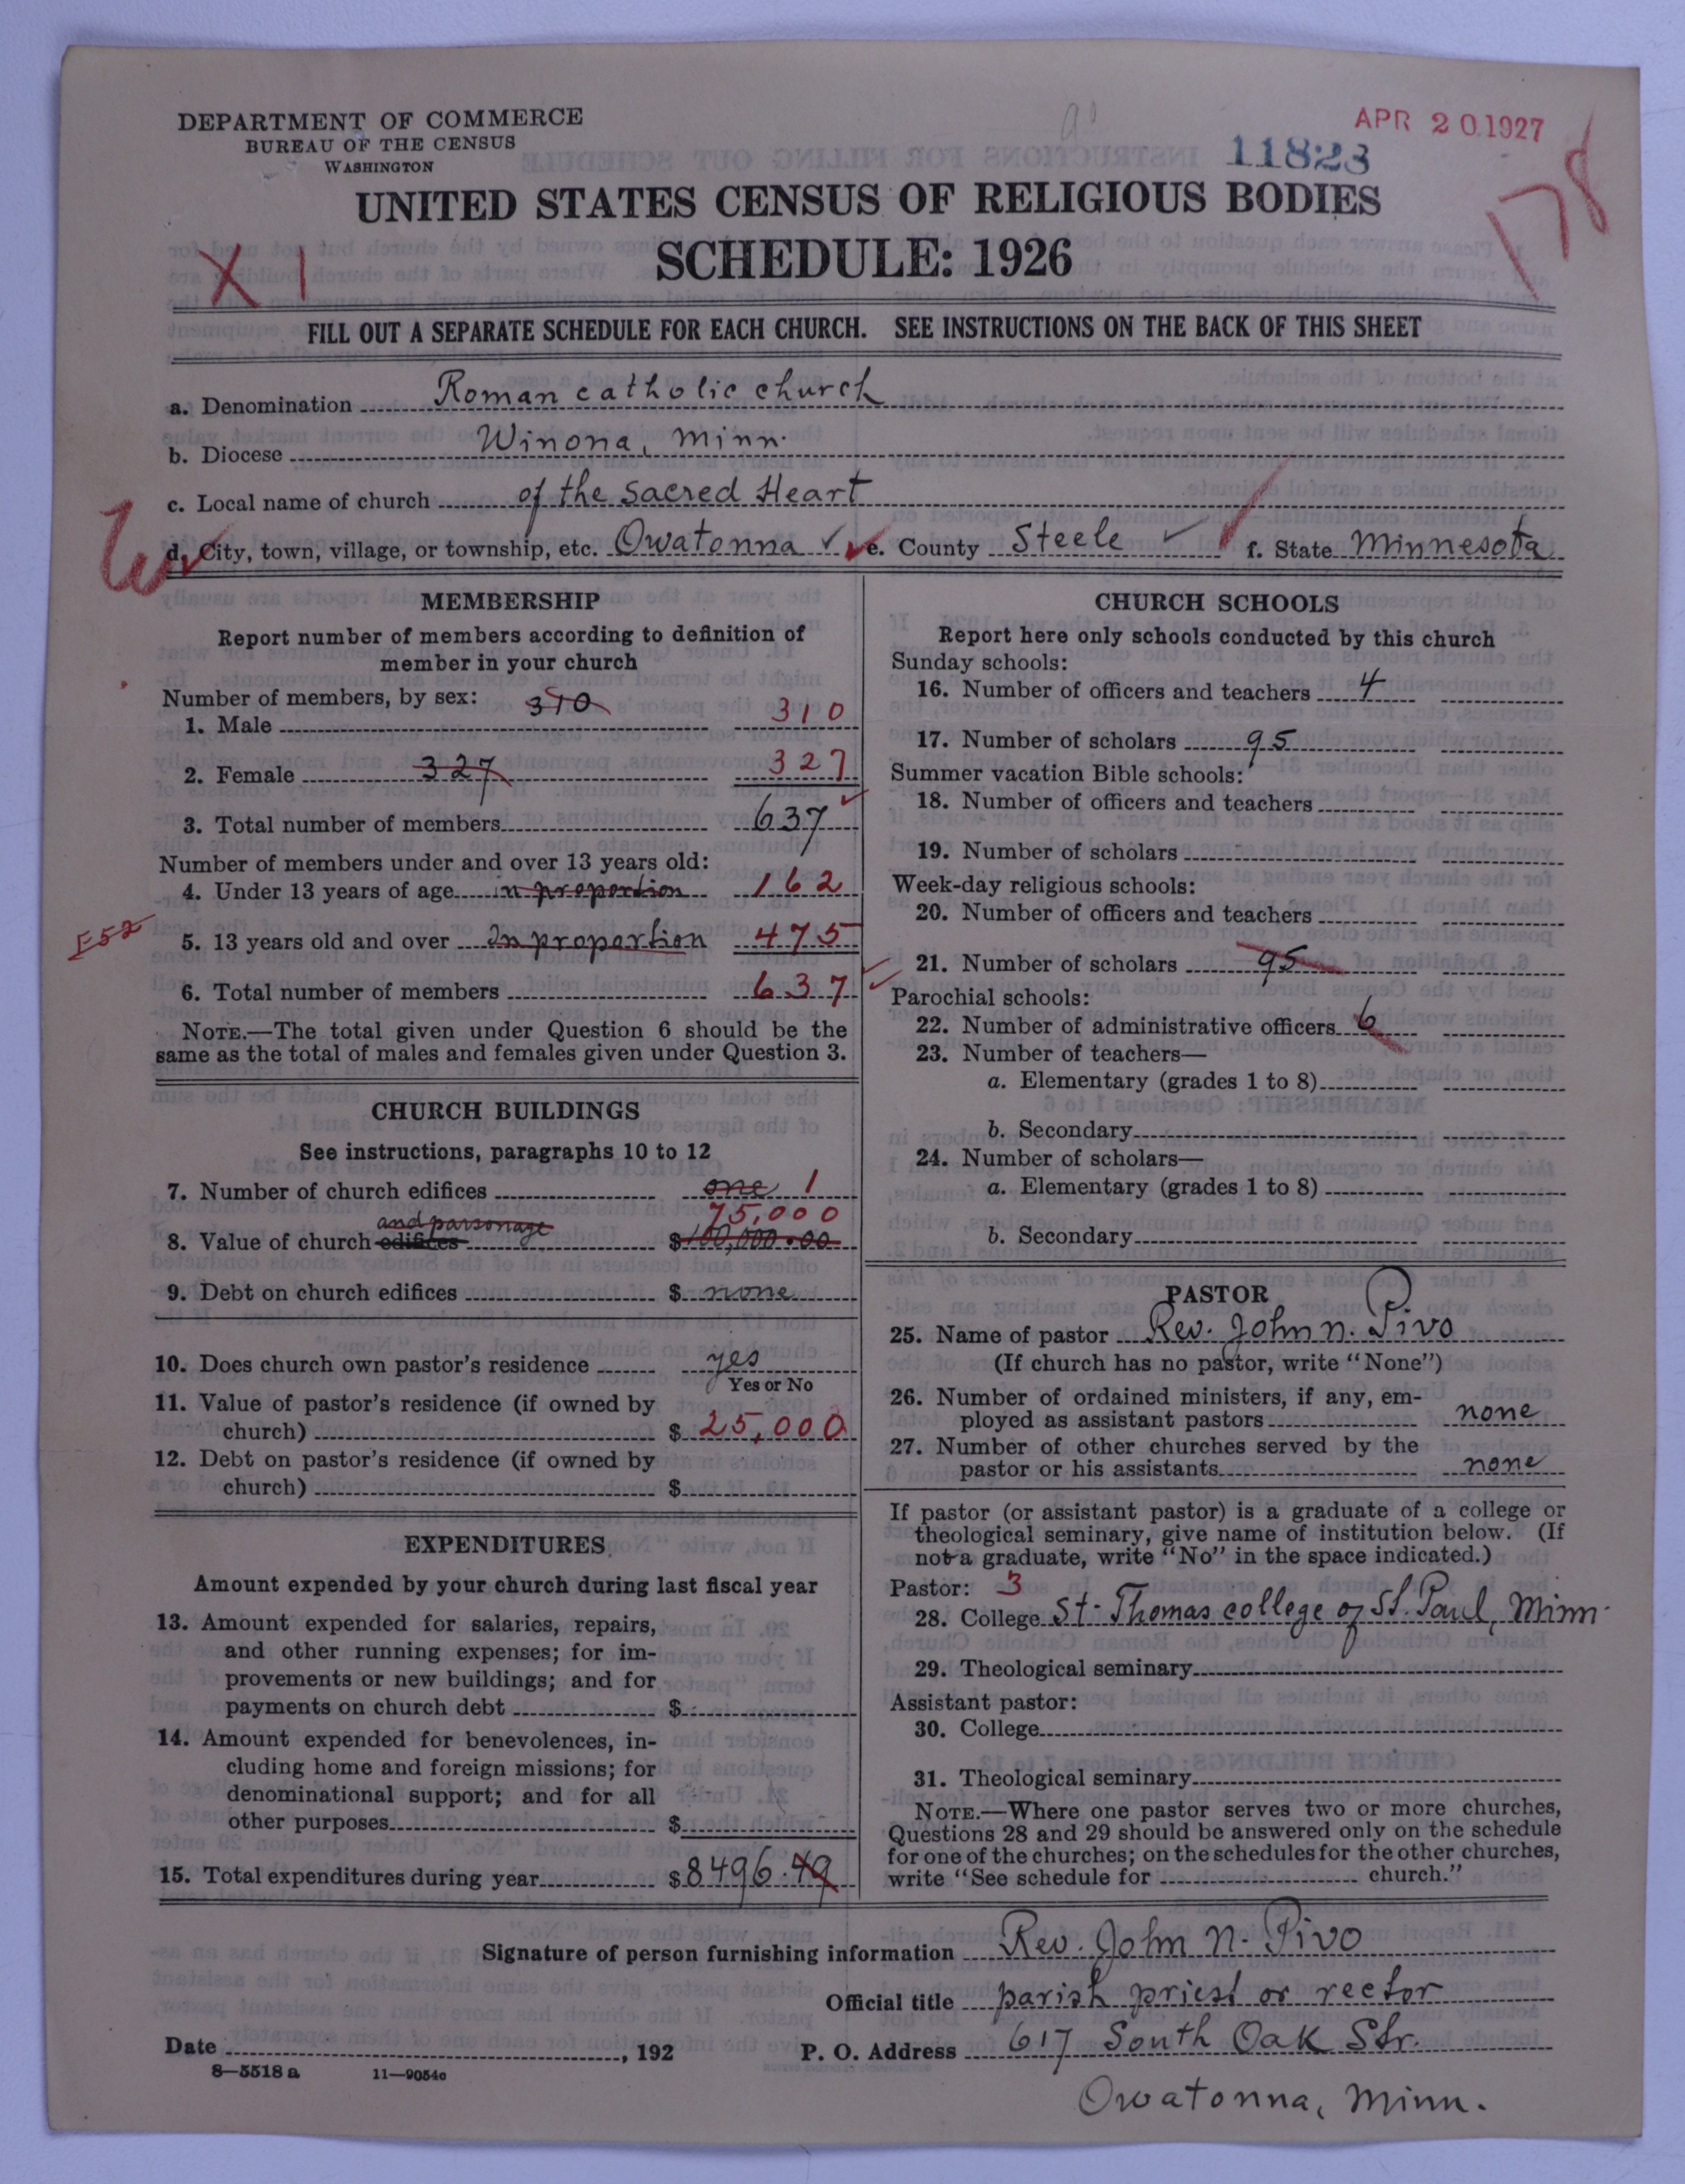 DEPARTMENT OF COMMERCE
BUREAU OF THE CENSUS
WASHINGTON
APR 20 1927
11823
178
UNITED STATES CENSUS OF RELIGIOUS BODIES
SCHEDULE: 1926
X 1
FILL OUT A SEPARATE SCHEDULE FOR EACH CHURCH. SEE INSTRUCTIONS ON THE BACK OF THIS SHEET
a. Denomination Roman catholic church
b. Diocese Winona, Minn.
c. Local name of church of the Sacred Heart
d. City, town, village, or township, etc. Owatonna e. County Steele f. State Minnesota
MEMBERSHIP
Report number of members according to definition of
member in your church
Number of members, by sex: 310
1. Male 310
2. Female 327 327
3. Total number of members 637
Number of members under and over 13 years old:
4. Under 13 years of age in proportion 162
E52
5. 13 years old and over In proportion 475
6. Total number of members 637
NOTE.—The total given under Question 6 should be the
same as the total of males and females given under Question 3.
CHURCH BUILDINGS
See instructions, paragraphs 10 to 12
7. Number of church edifices one 1
and parsonage 75,000
8. Value of church edifices $100,000.00
9. Debt on church edifices $ none
10. Does church own pastor's residence yes
Yes or No
11. Value of pastor's residence (if owned by
church) $ 25,000
12. Debt on pastor's residence (if owned by
church) $
EXPENDITURES
Amount expended by your church during last fiscal year
13. Amount expended for salaries, repairs,
and other running expenses; for im-
provements or new buildings; and for
payments on church debt $
14. Amount expended for benevolences, in-
cluding home and foreign missions; for
denominational support; and for all
other purposes $
15. Total expenditures during year $8496.49
CHURCH SCHOOLS
Report here only schools conducted by this church
Sunday schools:
16. Number of officers and teachers 4
17. Number of scholars 95
Summer vacation Bible schools:
18. Number of officers and teachers
19. Number of scholars
Week-day religious schools:
20. Number of officers and teachers
21. Number of scholars 95
Parochial schools:
22. Number of administrative officers 6
23. Number of teachers—
a. Elementary (grades 1 to 8)
b. Secondary
24. Number of scholars—
a. Elementary (grades 1 to 8)
b. Secondary
PASTOR
25. Name of pastor Rev. John N. Pivo
(If church has no pastor, write "None")
26. Number of ordained ministers, if any, em-
ployed as assistant pastors none
27. Number of other churches served by the
pastor or his assistants none
If pastor (or assistant pastor) is a graduate of a college or
theological seminary, give name of institution below. (If
not a graduate, write "No" in the space indicated.)
Pastor: 3
28. College St. Thomas college of St. Paul, Minn.
29. Theological seminary
Assistant pastor:
30. College
31. Theological seminary
NOTE.—Where one pastor serves two or more churches,
Questions 28 and 29 should be answered only on the schedule
for one of the churches; on the schedules for the other churches,
write "See schedule for church."
Signature of person furnishing information Rev. John N. Pivo
Official title parish priest or rector
Date , 192 P. O. Address 617 South Oak Str.
8—5518 a 11—9054c
Owatonna, Minn.